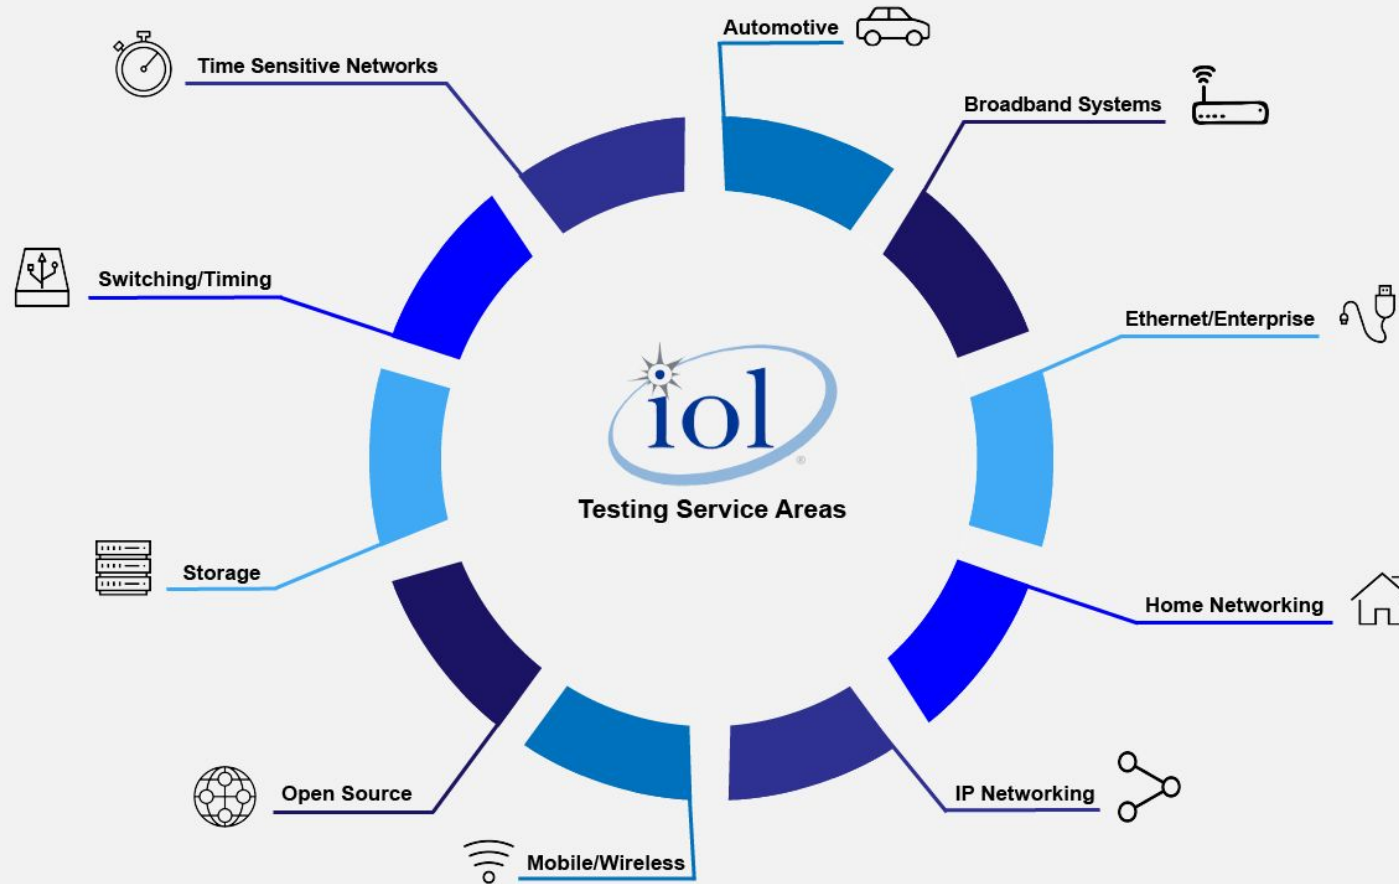 Automotive
Time Sensitive Networks
Broadband Systems
Switching/Timing
Ethernet/Enterprise
iol
®
Testing Service Areas
Storage
Home Networking
Open Source
IP Networking
Mobile/Wireless